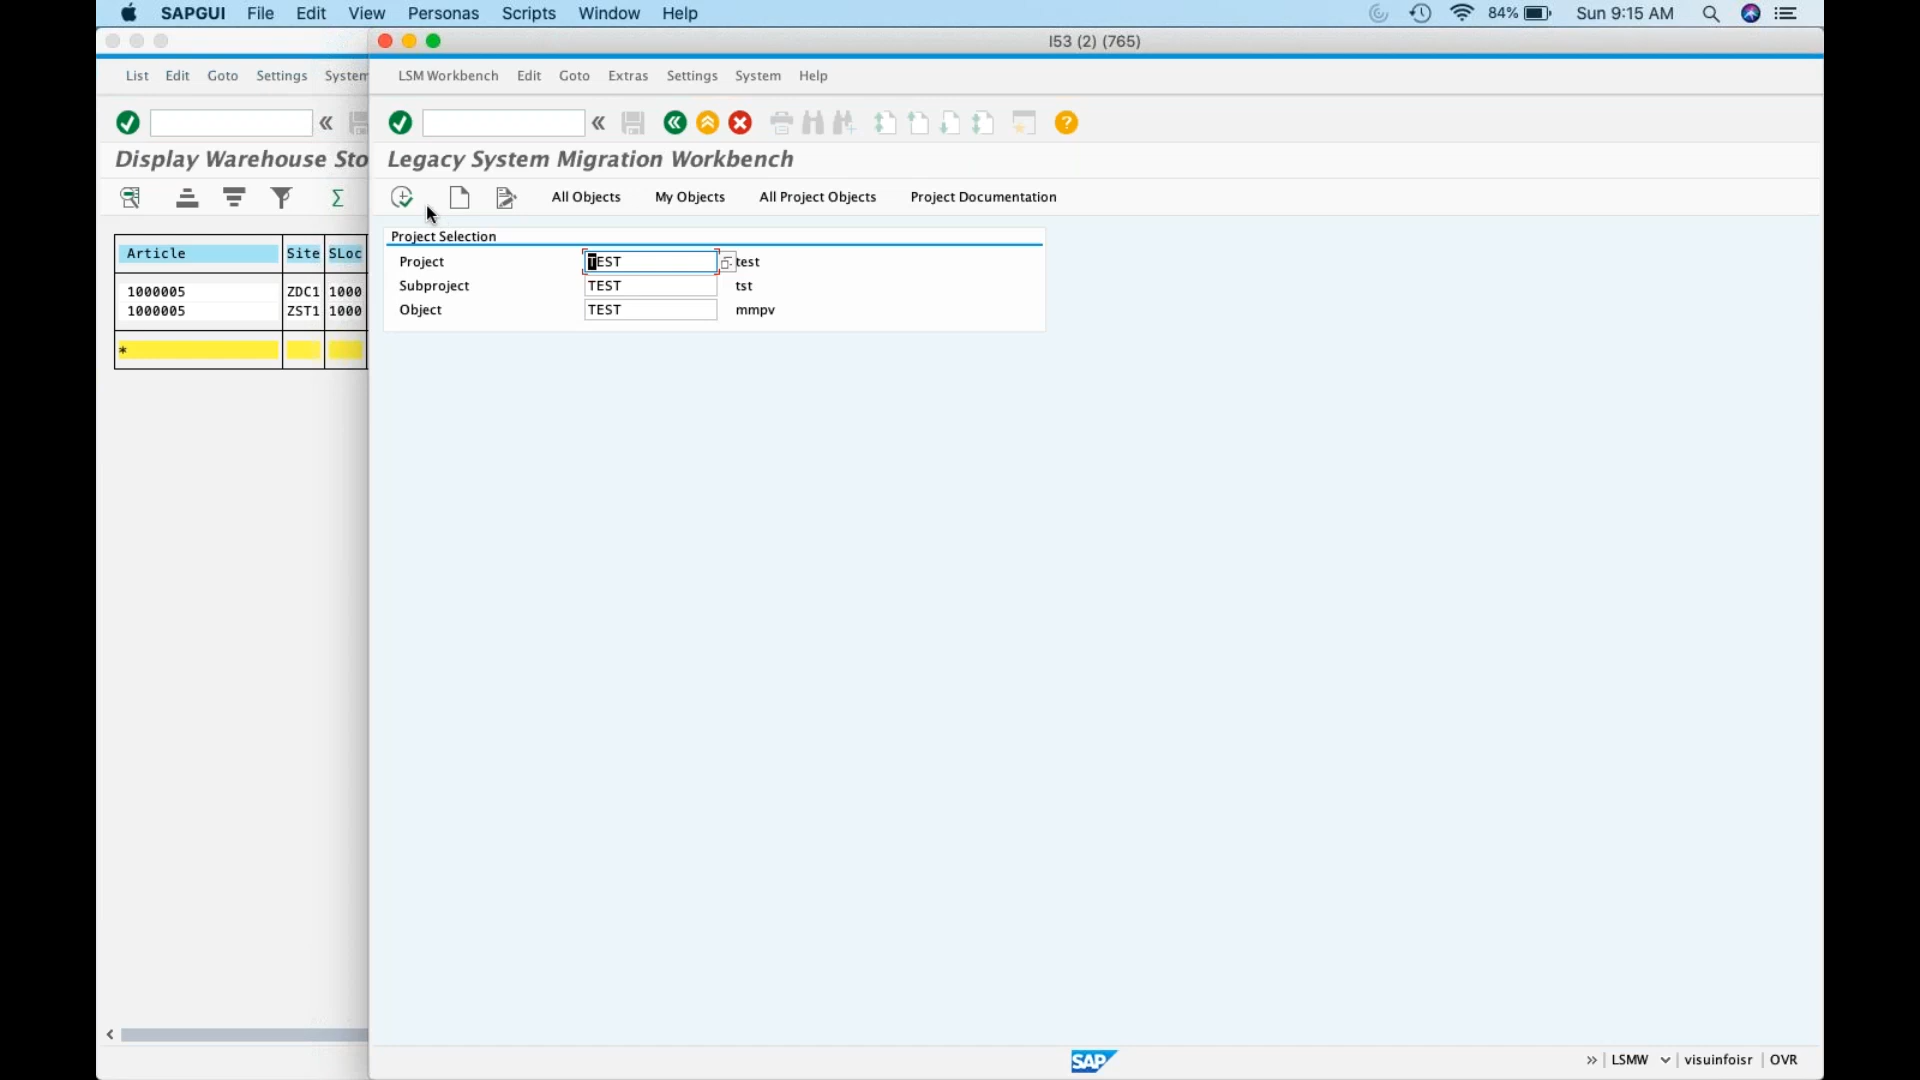 SAPGUI File Edit View Personas Scripts Window Help 84% Sun 9:15 AM
I53 (2) (765)
List Edit Goto Settings System
LSM Workbench Edit Goto Extras Settings System Help
Display Warehouse Sto
Legacy System Migration Workbench
All Objects My Objects All Project Objects Project Documentation
Article Site SLoc
1000005 ZDC1 1000
1000005 ZST1 1000
*
Project Selection
Project TEST test
Subproject TEST tst
Object TEST mmpv
SAP
LSMW visuinfoisr OVR